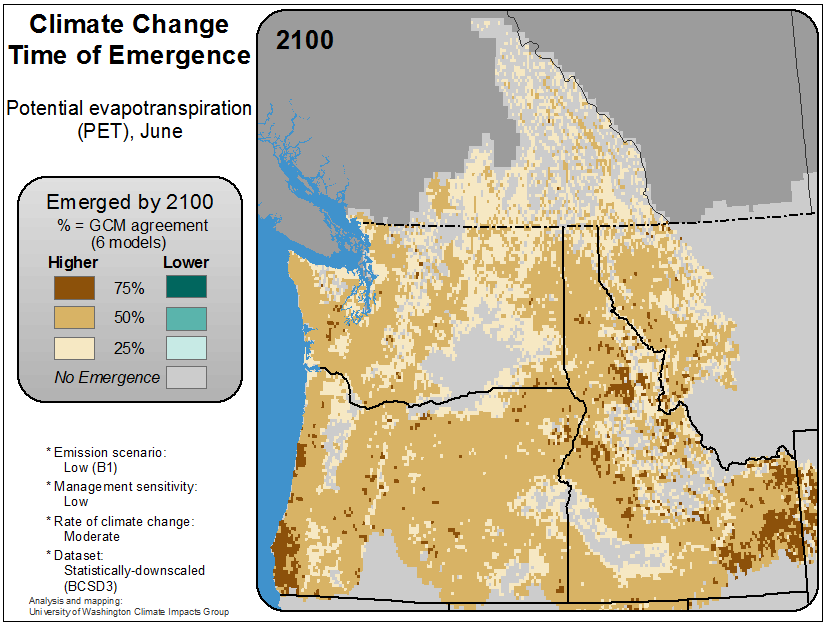 Climate Change
Time of Emergence
Potential evapotranspiration
(PET), June
2100
Emerged by 2100
% = GCM agreement
(6 models)
Higher Lower
75%
50%
25%
No Emergence
* Emission scenario:
Low (B1)
* Management sensitivity:
Low
* Rate of climate change:
Moderate
* Dataset:
Statistically-downscaled
(BCSD3)
Analysis and mapping:
University of Washington Climate Impacts Group